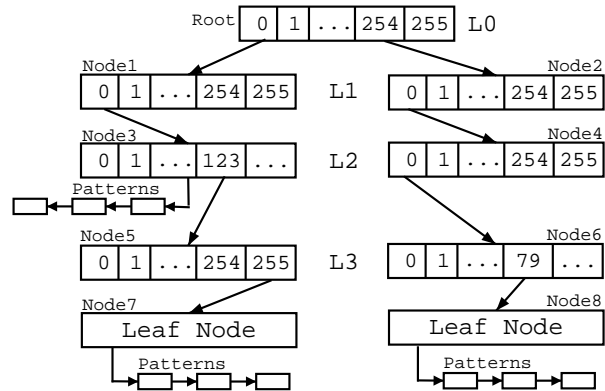 Root 0 1 ... 254 255 L0
Node1 Node2
0 1 ... 254 255 L1 0 1 ... 254 255
Node3 Node4
0 1 ... 123 ... L2 0 1 ... 254 255
Patterns
Node5 Node6
0 1 ... 254 255 L3 0 1 ... 79 ...
Node7 Node8
Leaf Node Leaf Node
Patterns Patterns